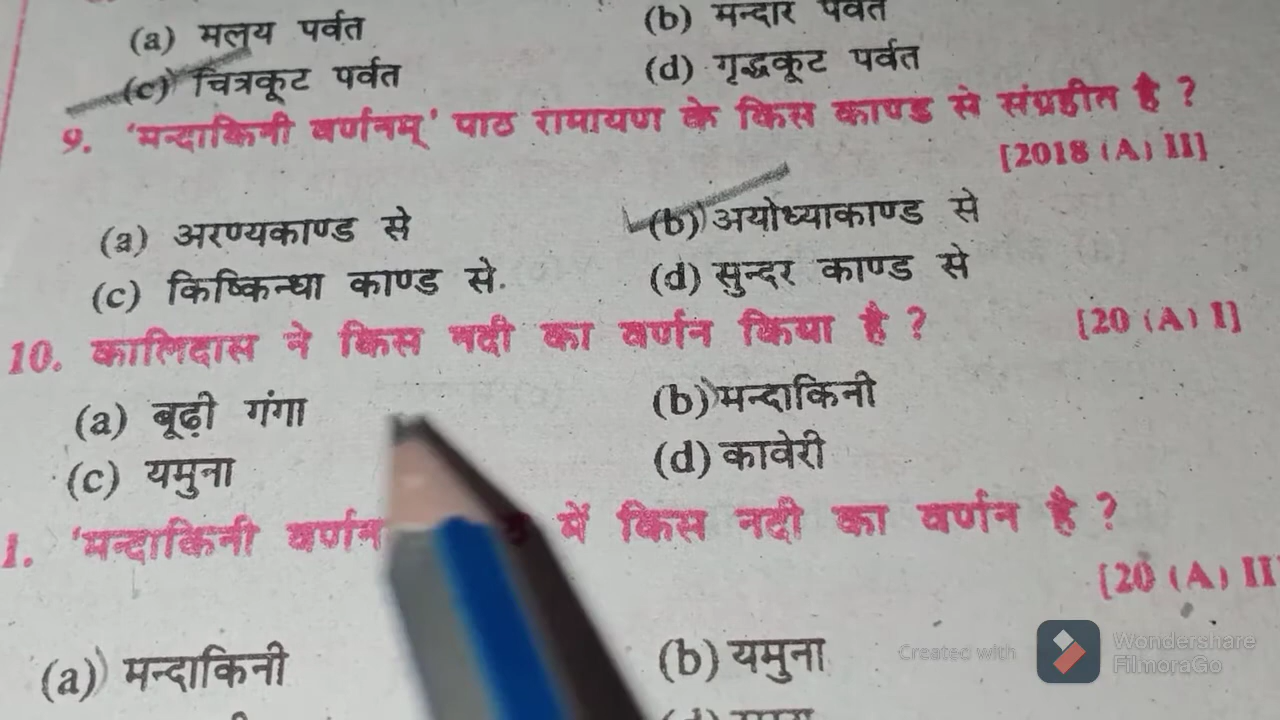 (a) मलय पर्वत (b) मन्दार पर्वत
(c) चित्रकूट पर्वत (d) गृद्धकूट पर्वत
9. 'मन्दाकिनी वर्णनम्' पाठ रामायण के किस काण्ड से संग्रहीत है ?
[2018 (A) II]
(a) अरण्यकाण्ड से (b) अयोध्याकाण्ड से
(c) किष्किन्धा काण्ड से. (d) सुन्दर काण्ड से
10. कालिदास ने किस नदी का वर्णन किया है ? [20 (A) I]
(a) बूढ़ी गंगा (b) मन्दाकिनी
(c) यमुना (d) कावेरी
1. 'मन्दाकिनी वर्णन में किस नदी का वर्णन है ?
[20 (A) II
(a) मन्दाकिनी (b) यमुना
Created with Wondershare FilmoraGo